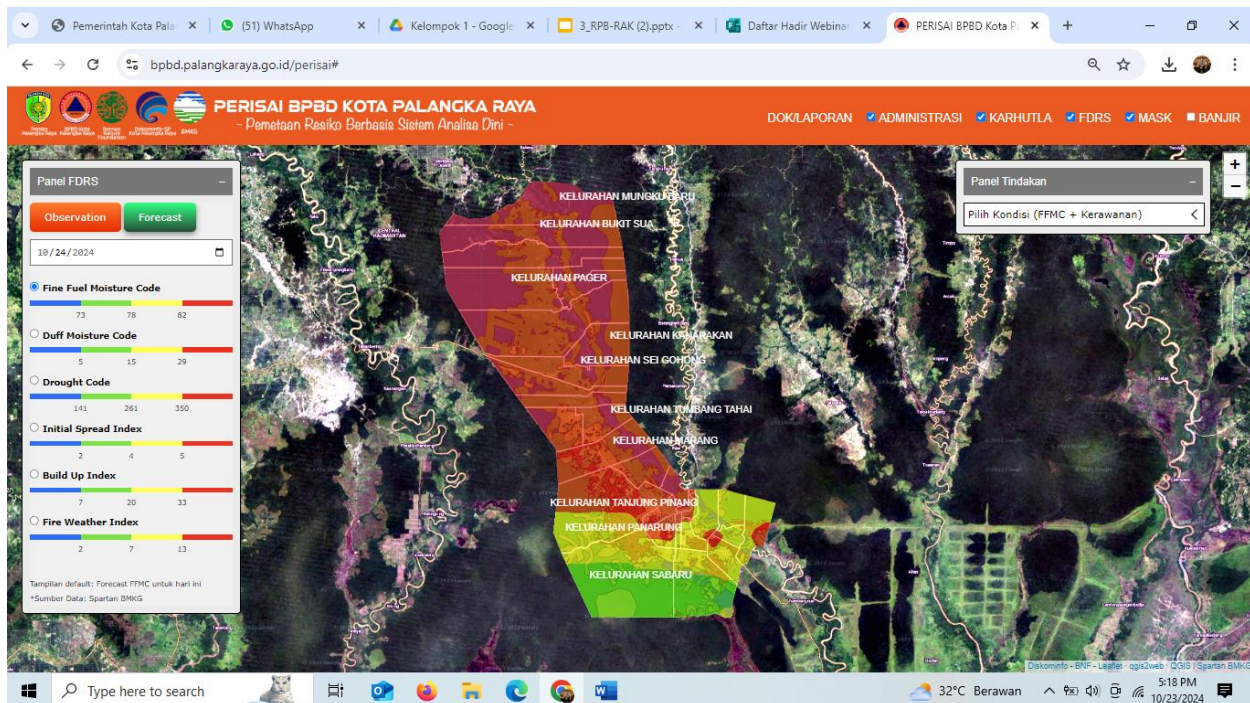 Pemerintah Kota Pala
(51) WhatsApp
Kelompok 1 - Google
3_RPB-RAK (2).pptx -
Daftar Hadir Webinar
PERISAI BPBD Kota P
bpbd.palangkaraya.go.id/perisai#
PERISAI BPBD KOTA PALANGKA RAYA
~ Pemetaan Resiko Berbasis Sistem Analisa Dini ~
BMKG
DOK/LAPORAN ADMINISTRASI KARHUTLA FDRS MASK BANJIR
Panel FDRS −
Observation Forecast
10/24/2024
Fine Fuel Moisture Code
73 78 82
Duff Moisture Code
5 15 29
Drought Code
141 261 350
Initial Spread Index
2 4 5
Build Up Index
7 20 33
Fire Weather Index
2 7 13
Tampilan default: Forecast FFMC untuk hari ini
*Sumber Data: Spartan BMKG
Panel Tindakan −
Pilih Kondisi (FFMC + Kerawanan)
+
−
KELURAHAN MUNGKU BARU
KELURAHAN BUKIT SUA
KELURAHAN PAGER
KELURAHAN KANARAKAN
KELURAHAN SEI GOHONG
KELURAHAN TUMBANG TAHAI
KELURAHAN MARANG
KELURAHAN TANJUNG PINANG
KELURAHAN PANARUNG
KELURAHAN SABARU
Diskominfo - BNF - Leaflet · qgis2web · QGIS | Spartan BMKG
Type here to search
32°C Berawan
5:18 PM
10/23/2024